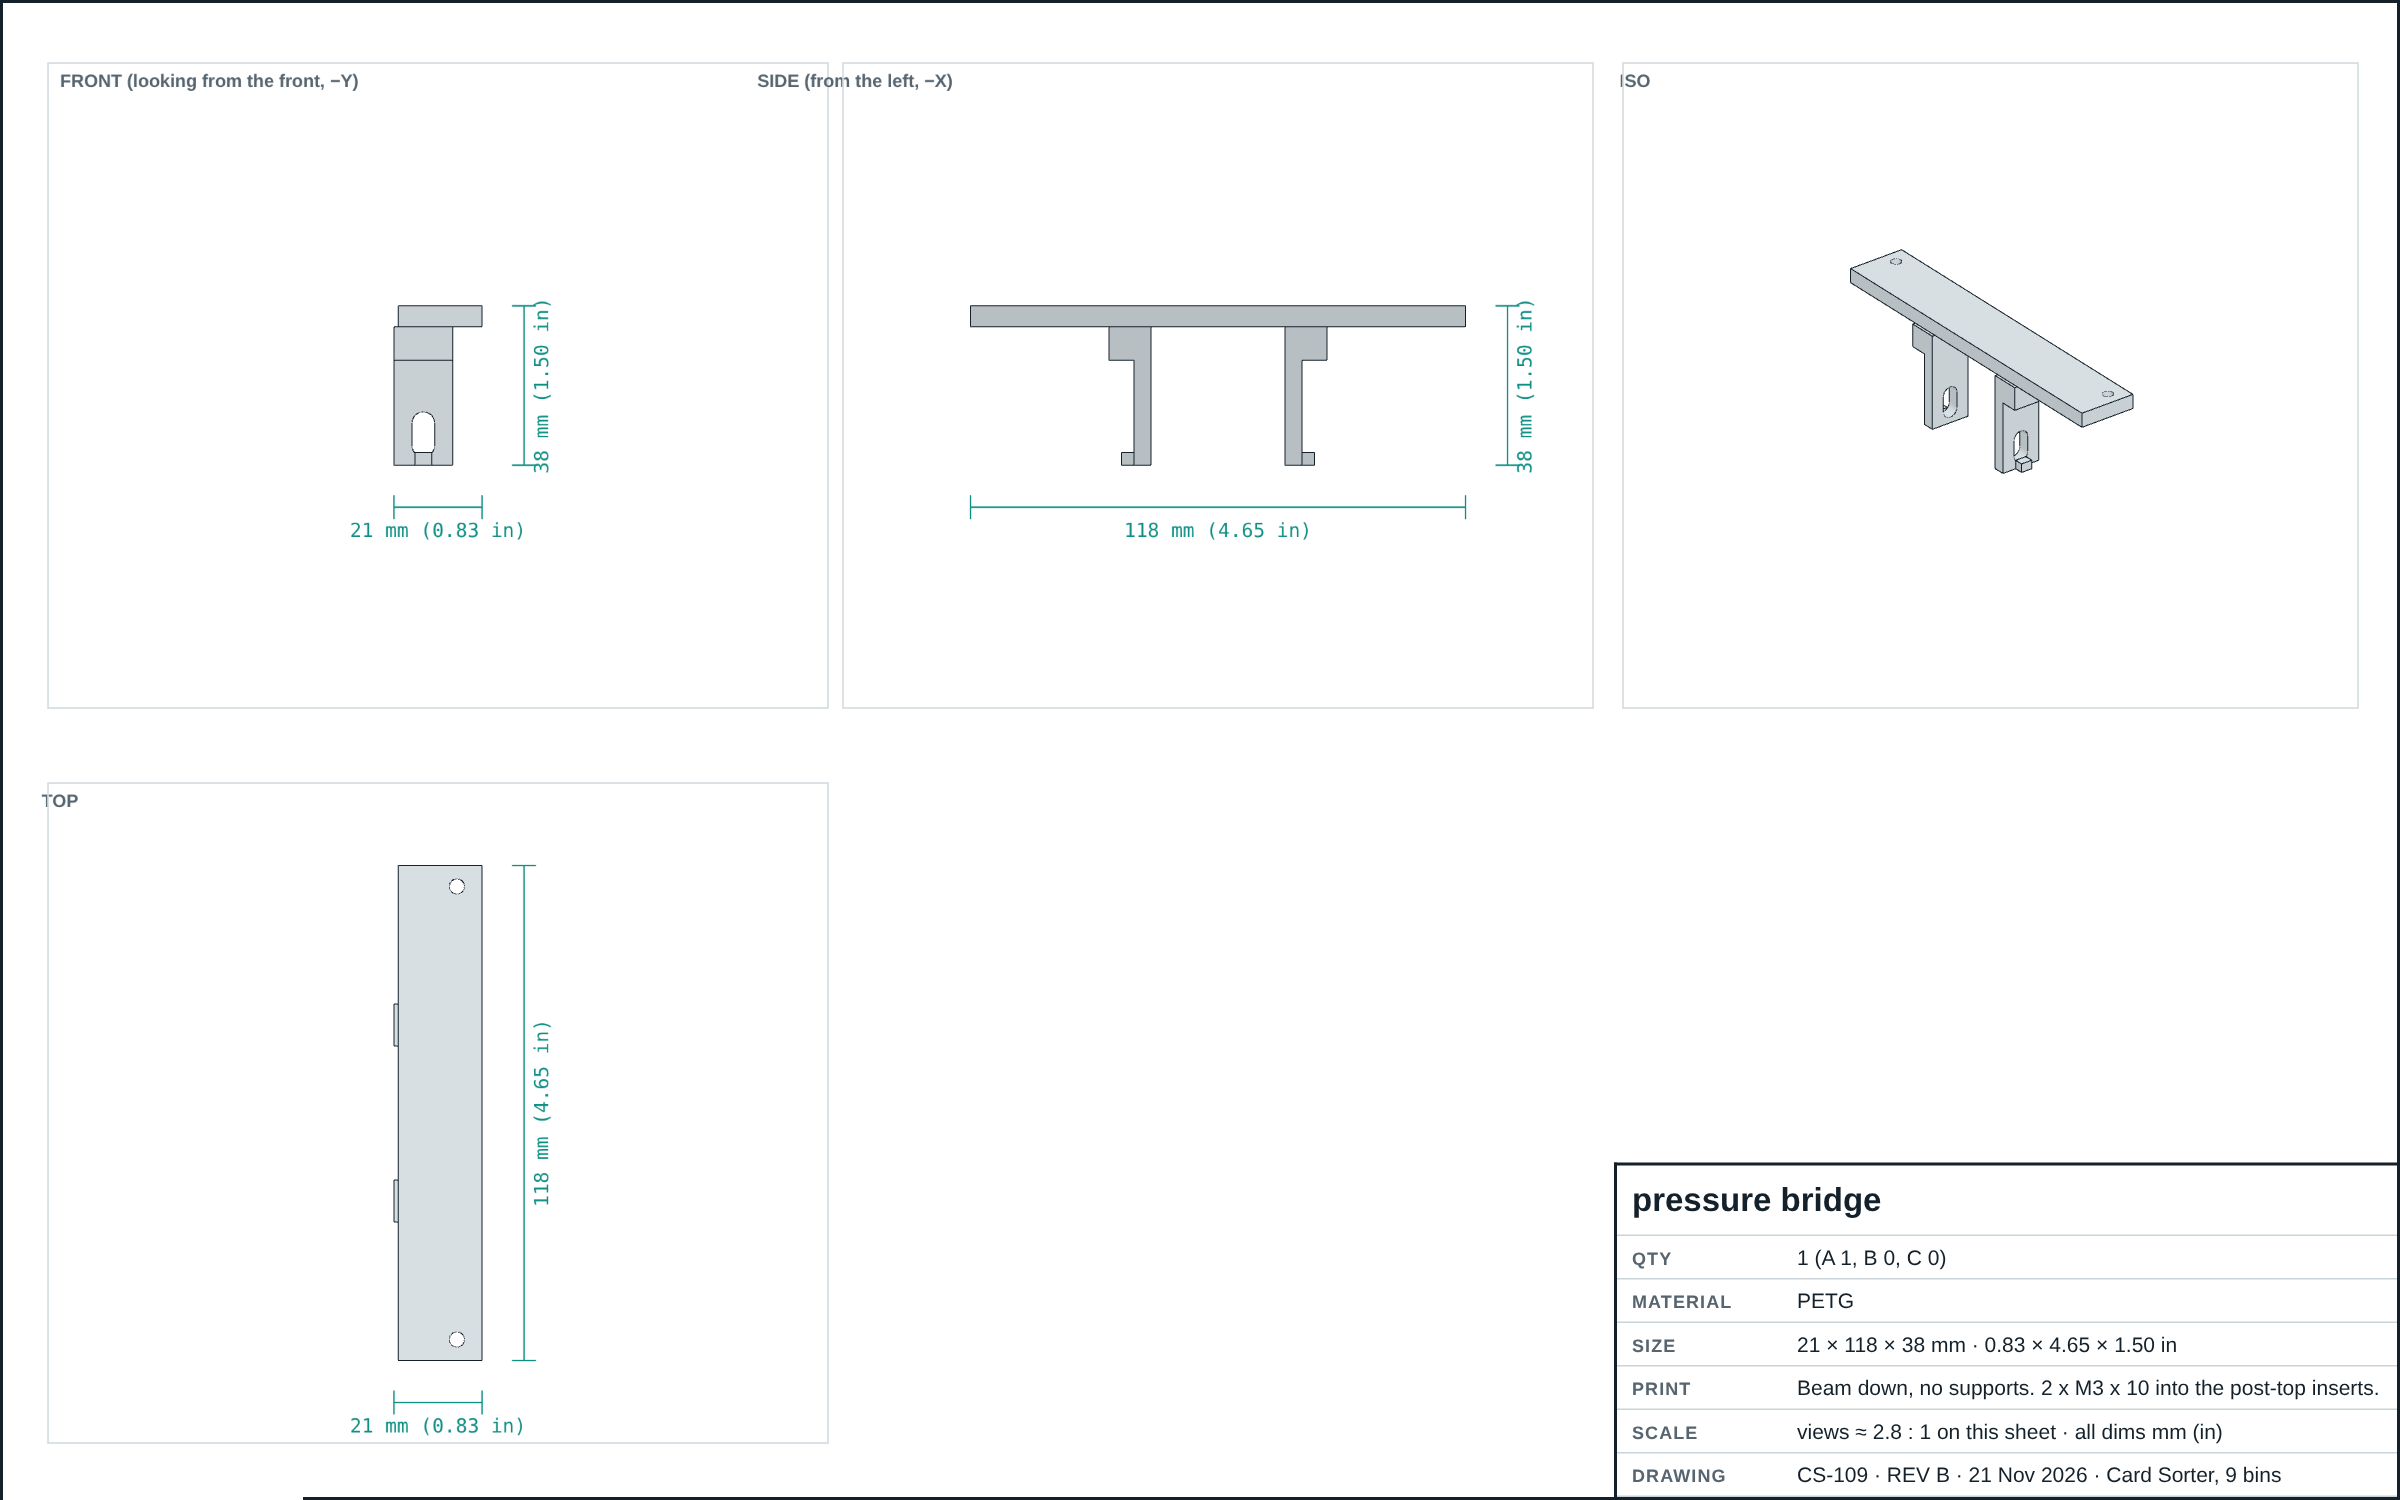 FRONT (looking from the front, −Y)
SIDE (from the left, −X)
ISO
38 mm (1.50 in)
21 mm (0.83 in)
38 mm (1.50 in)
118 mm (4.65 in)
TOP
118 mm (4.65 in)
21 mm (0.83 in)
pressure bridge
QTY 1 (A 1, B 0, C 0)
MATERIAL PETG
SIZE 21 × 118 × 38 mm · 0.83 × 4.65 × 1.50 in
PRINT Beam down, no supports. 2 x M3 x 10 into the post-top inserts.
SCALE views ≈ 2.8 : 1 on this sheet · all dims mm (in)
DRAWING CS-109 · REV B · 21 Nov 2026 · Card Sorter, 9 bins